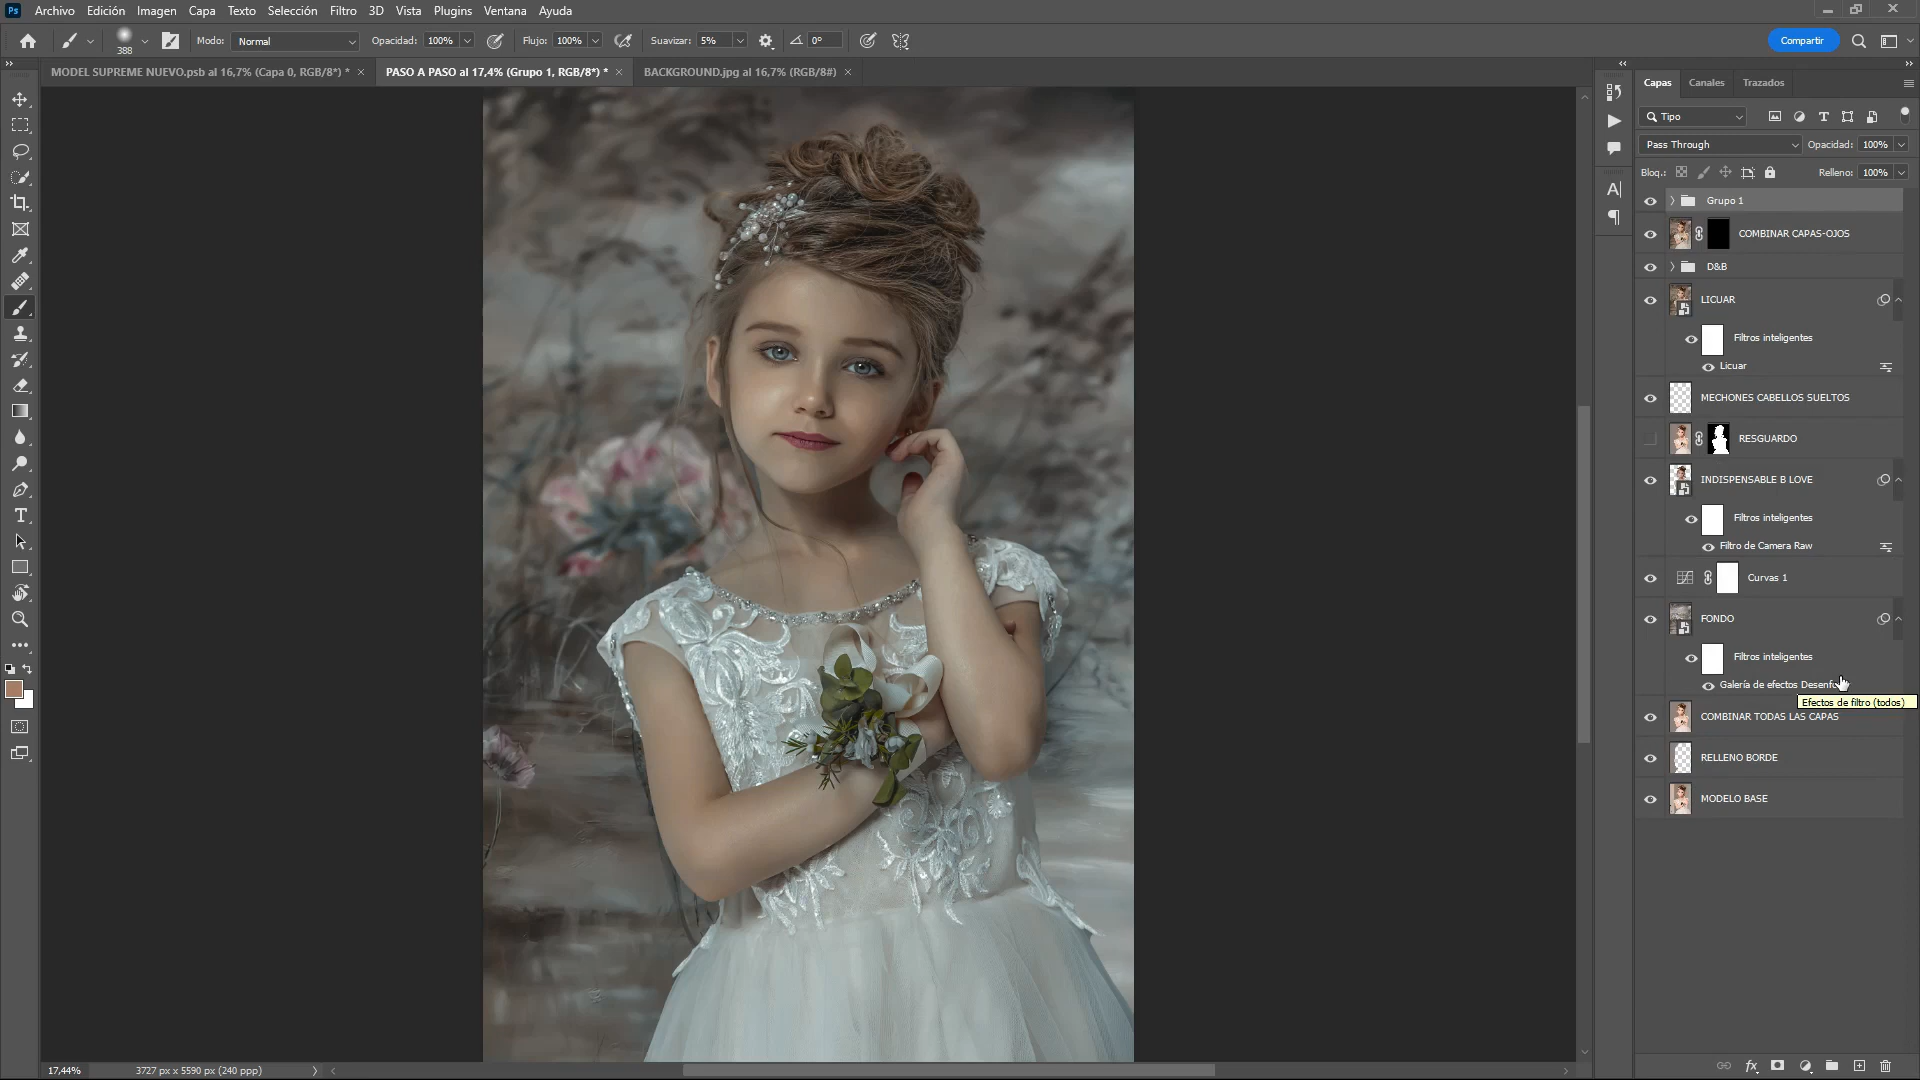 Ps Archivo Edición Imagen Capa Texto Selección Filtro 3D Vista Plugins Ventana Ayuda
388 Modo: Normal Opacidad: 100% Flujo: 100% Suavizar: 5% 0° Compartir
MODEL SUPREME NUEVO.psb al 16,7% (Capa 0, RGB/8*) * × PASO A PASO al 17,4% (Grupo 1, RGB/8*) * × BACKGROUND.jpg al 16,7% (RGB/8#) ×
Capas Canales Trazados
Tipo
Pass Through Opacidad: 100%
Bloq.: Relleno: 100%
Grupo 1
COMBINAR CAPAS-OJOS
D&B
LICUAR
Filtros inteligentes
Licuar
MECHONES CABELLOS SUELTOS
RESGUARDO
INDISPENSABLE B LOVE
Filtros inteligentes
Filtro de Camera Raw
Curvas 1
FONDO
Filtros inteligentes
Galería de efectos Desenfo
Efectos de filtro (todos)
COMBINAR TODAS LAS CAPAS
RELLENO BORDE
MODELO BASE
17,44% 3727 px x 5590 px (240 ppp)